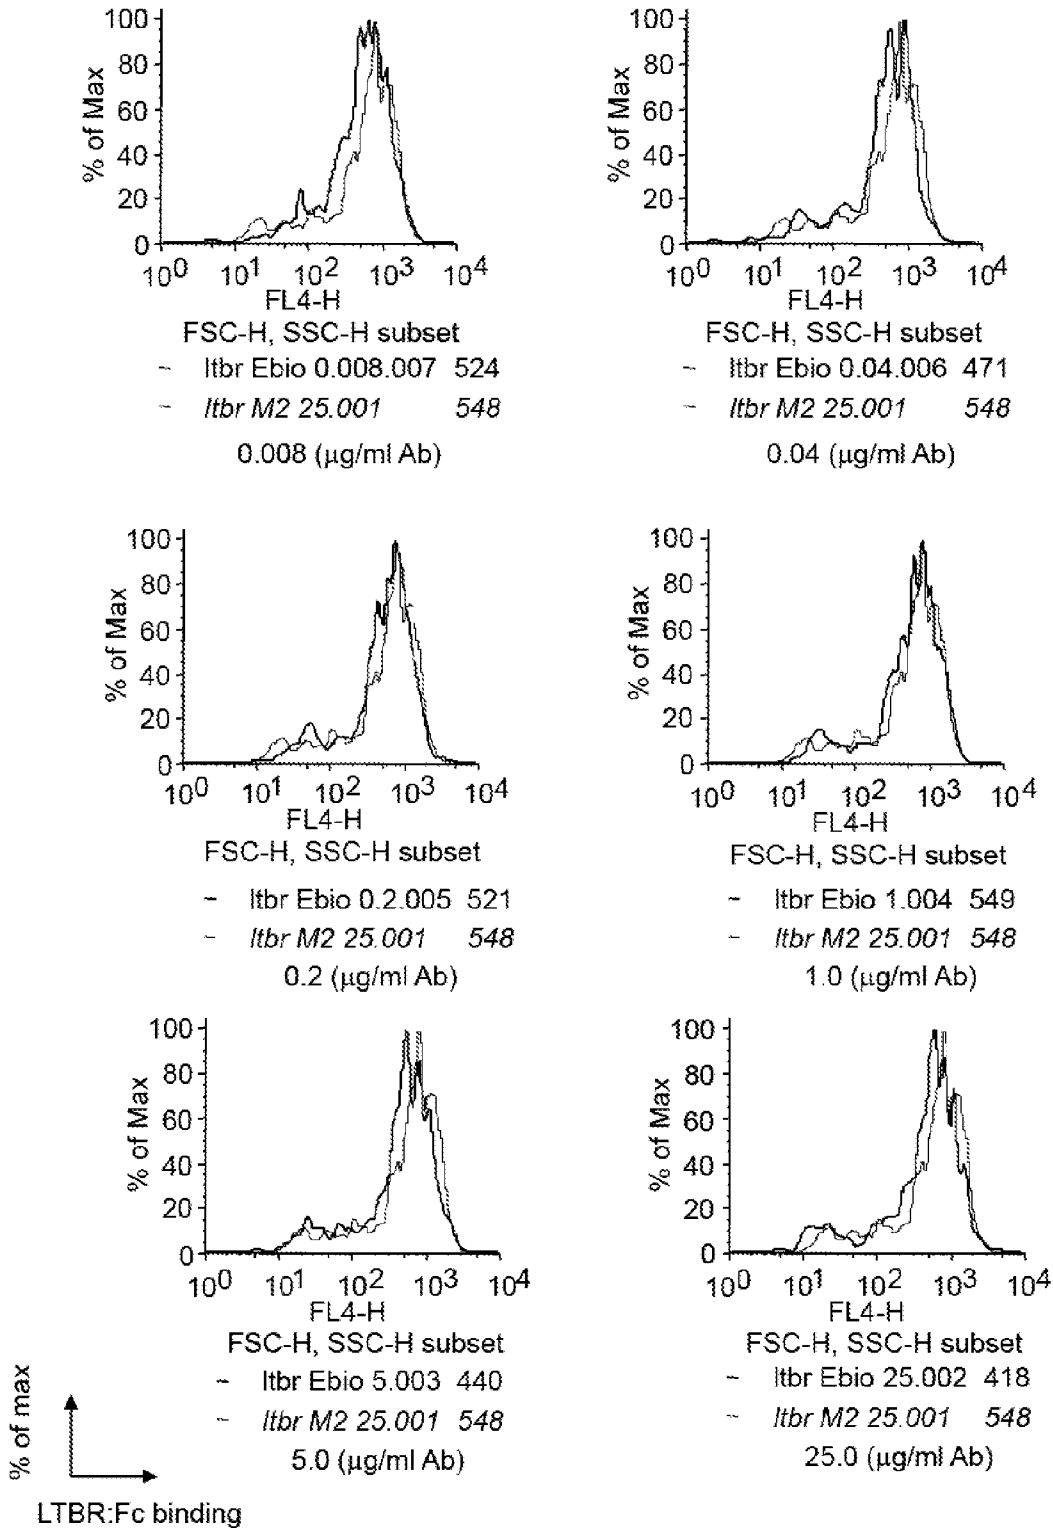 % of Max
100
80
60
40
20
0
10^0 10^1 10^2 10^3 10^4
FL4-H
FSC-H, SSC-H subset
– ltbr Ebio 0.008.007 524
– ltbr M2 25.001 548
0.008 (μg/ml Ab)
% of Max
100
80
60
40
20
0
10^0 10^1 10^2 10^3 10^4
FL4-H
FSC-H, SSC-H subset
– ltbr Ebio 0.04.006 471
– ltbr M2 25.001 548
0.04 (μg/ml Ab)
% of Max
100
80
60
40
20
0
10^0 10^1 10^2 10^3 10^4
FL4-H
FSC-H, SSC-H subset
– ltbr Ebio 0.2.005 521
– ltbr M2 25.001 548
0.2 (μg/ml Ab)
% of Max
100
80
60
40
20
0
10^0 10^1 10^2 10^3 10^4
FL4-H
FSC-H, SSC-H subset
– ltbr Ebio 1.004 549
– ltbr M2 25.001 548
1.0 (μg/ml Ab)
% of Max
100
80
60
40
20
0
10^0 10^1 10^2 10^3 10^4
FL4-H
FSC-H, SSC-H subset
– ltbr Ebio 5.003 440
– ltbr M2 25.001 548
5.0 (μg/ml Ab)
% of Max
100
80
60
40
20
0
10^0 10^1 10^2 10^3 10^4
FL4-H
FSC-H, SSC-H subset
– ltbr Ebio 25.002 418
– ltbr M2 25.001 548
25.0 (μg/ml Ab)
% of max
LTBR:Fc binding